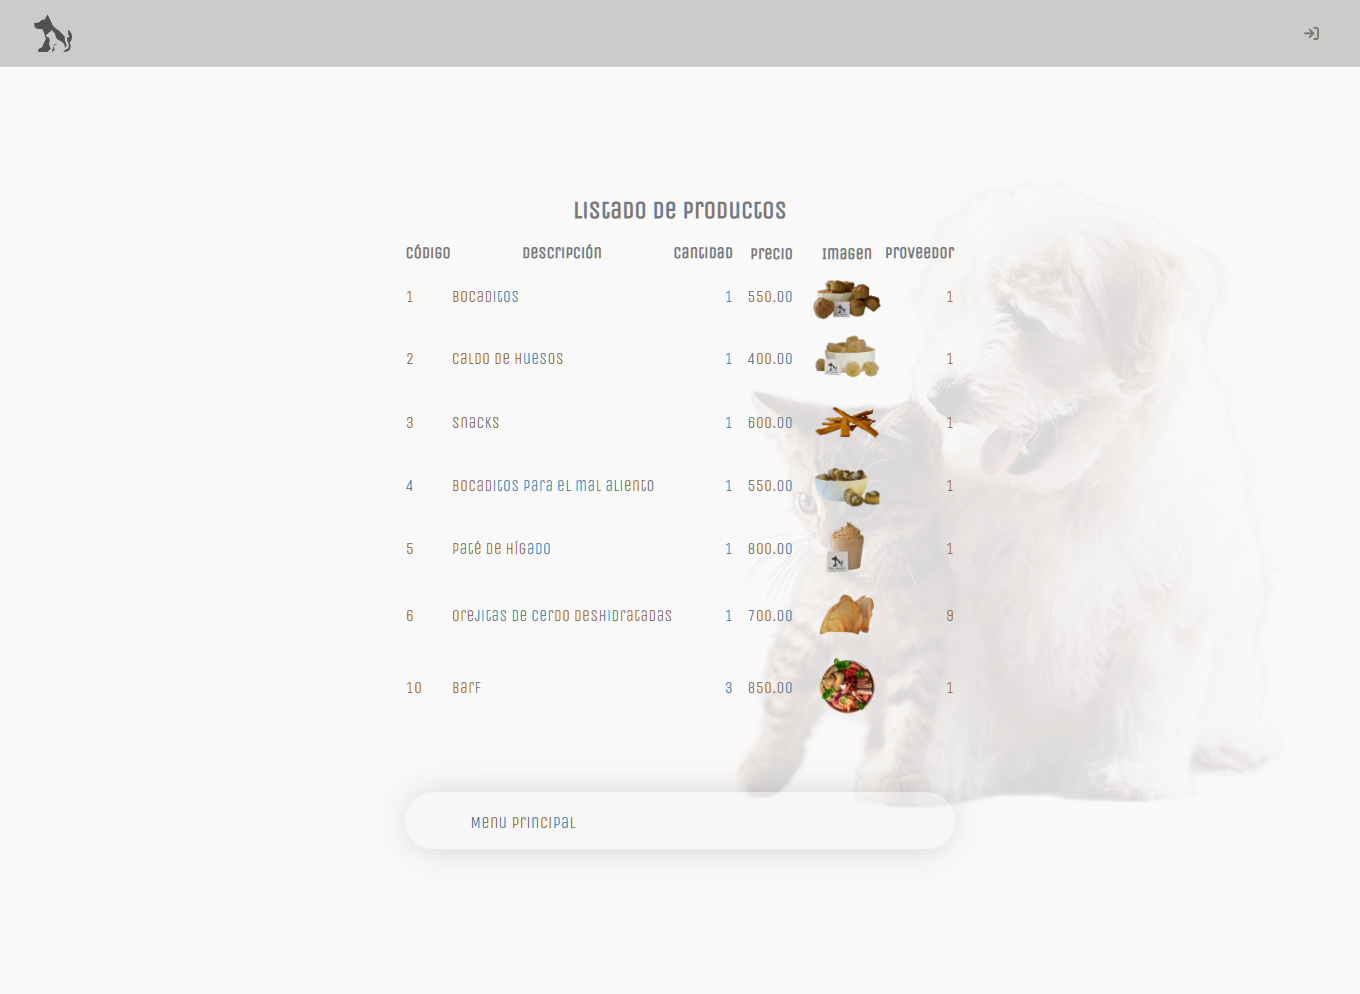 Listado de Productos
Código Descripción Cantidad Precio Imagen Proveedor
1 Bocaditos 1 550.00 1
2 Caldo de Huesos 1 400.00 1
3 Snacks 1 600.00 1
4 Bocaditos para el mal aliento 1 550.00 1
5 Paté de Hígado 1 800.00 1
6 Orejitas de cerdo deshidratadas 1 700.00 9
10 Barf 3 850.00 1
Menu Principal